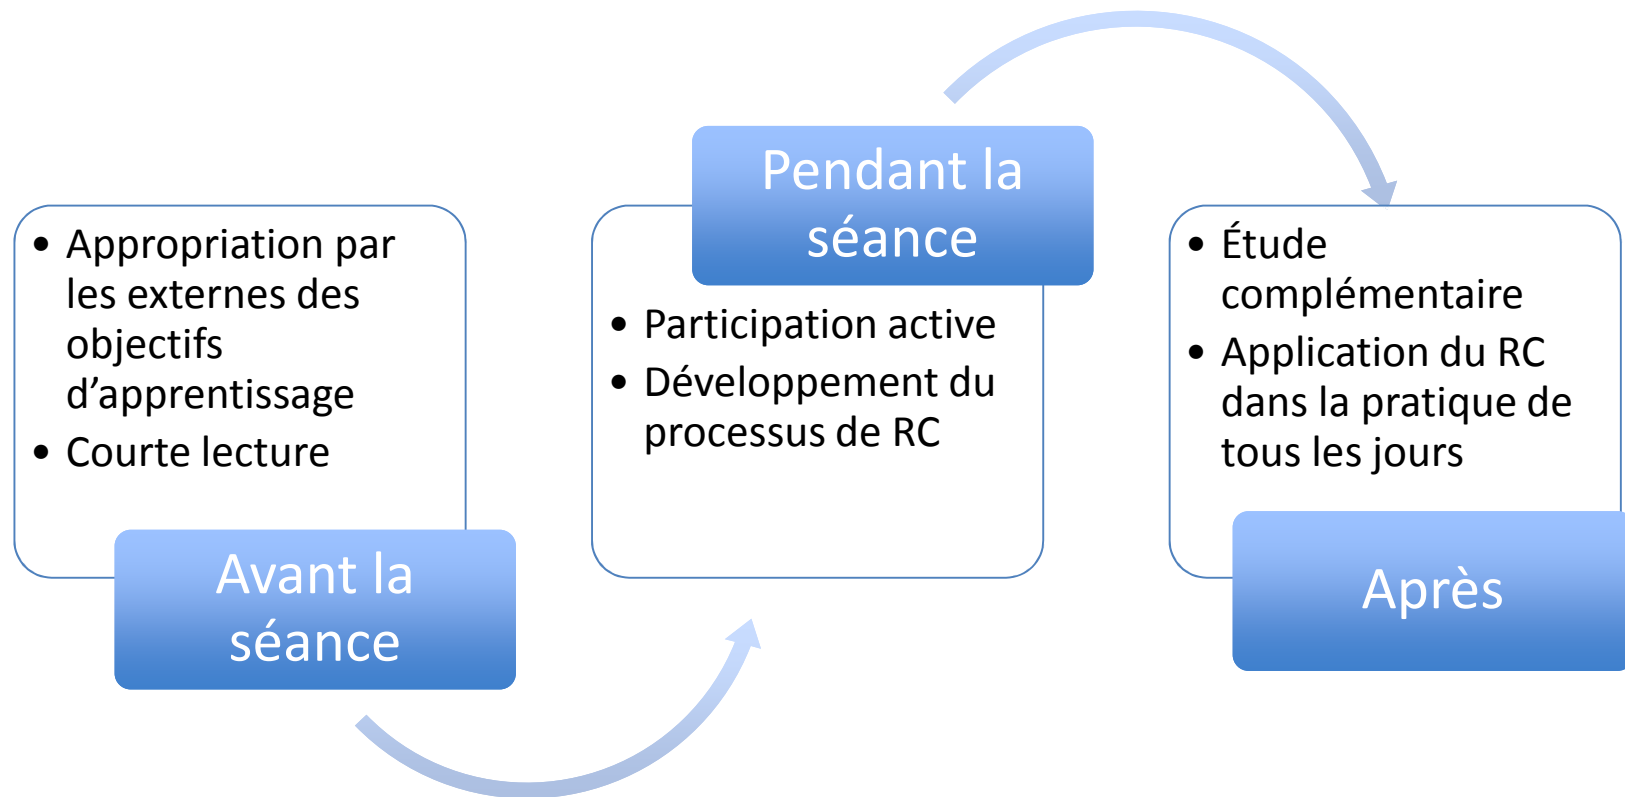 • Appropriation par
les externes des
objectifs
d’apprentissage
• Courte lecture
Avant la
séance
Pendant la
séance
• Participation active
• Développement du
processus de RC
• Étude
complémentaire
• Application du RC
dans la pratique de
tous les jours
Après